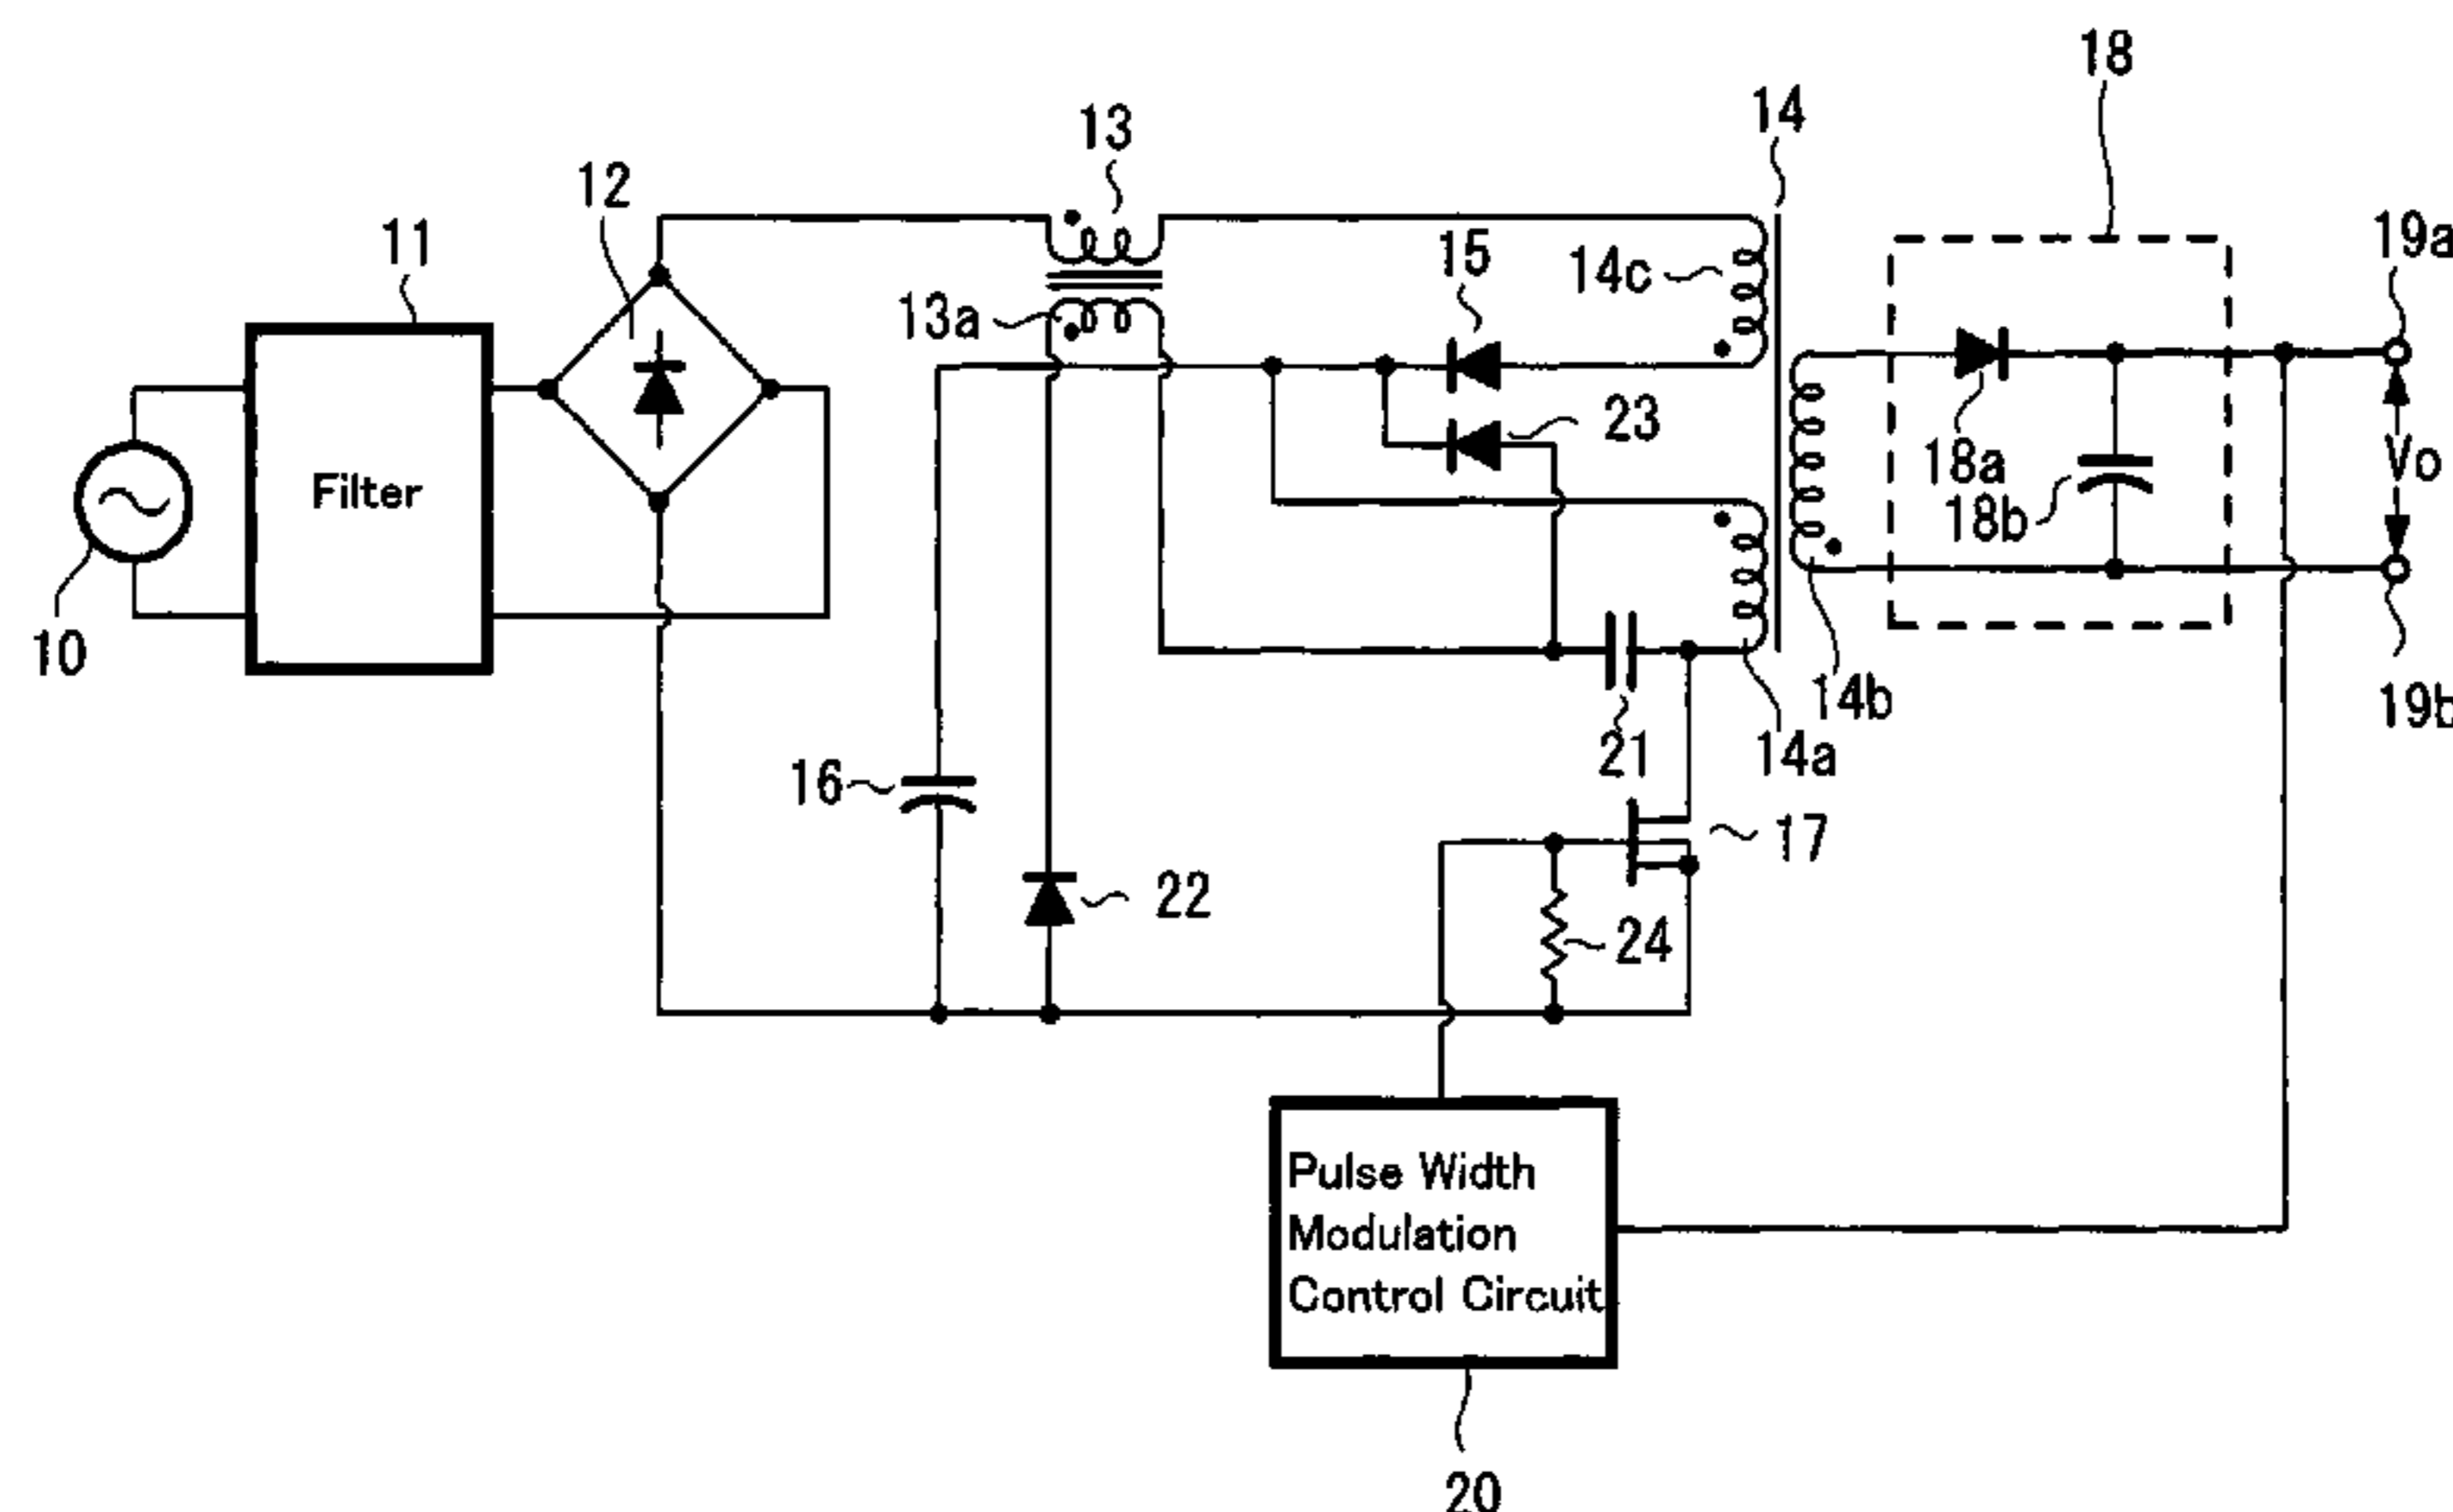 18
14
13
12
11
15
14c
19a
13a
23
18a
Vo
Filter
18b
10
14b
19b
21
14a
16
17
22
24
Pulse Width
Modulation
Control Circuit
20